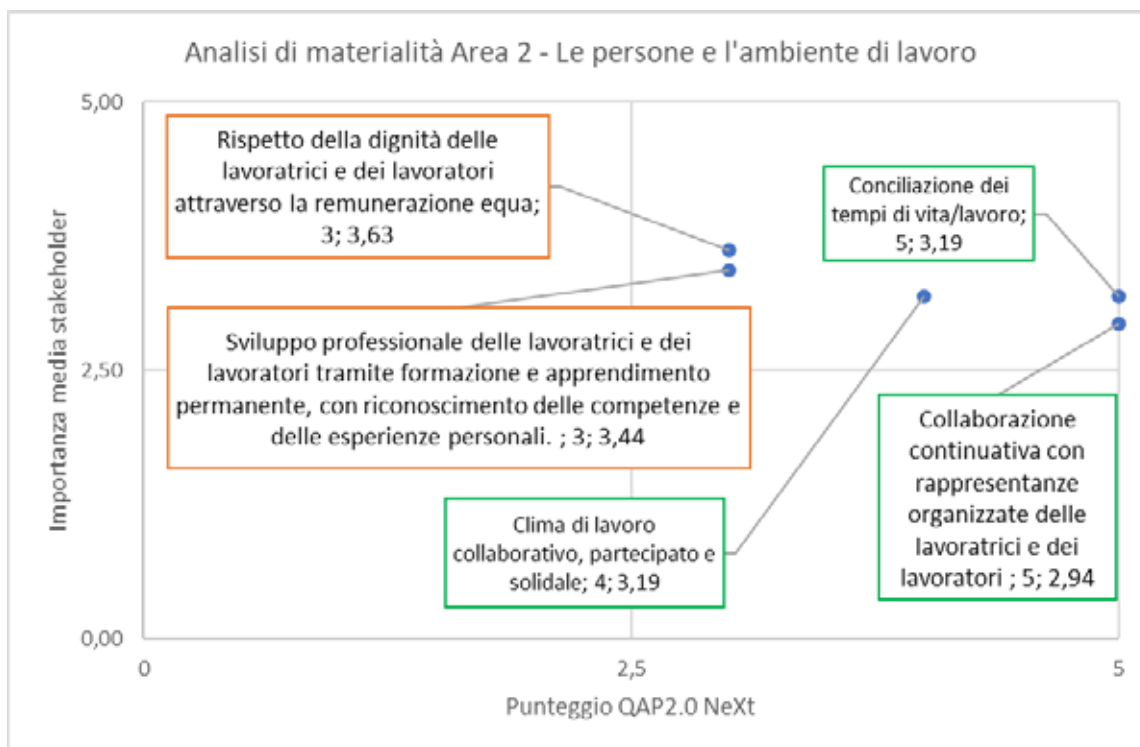 Analisi di materialità Area 2 - Le persone e l'ambiente di lavoro
5,00
Rispetto della dignità delle
lavoratrici e dei lavoratori
attraverso la remunerazione equa;
3; 3,63
Conciliazione dei
tempi di vita/lavoro;
5; 3,19
Importanza media stakeholder
2,50
Sviluppo professionale delle lavoratrici e dei
lavoratori tramite formazione e apprendimento
permanente, con riconoscimento delle competenze e
delle esperienze personali. ; 3; 3,44
Collaborazione
continuativa con
rappresentanze
organizzate delle
lavoratrici e dei
lavoratori ; 5; 2,94
Clima di lavoro
collaborativo, partecipato e
solidale; 4; 3,19
0,00
0
2,5
5
Punteggio QAP2.0 NeXt